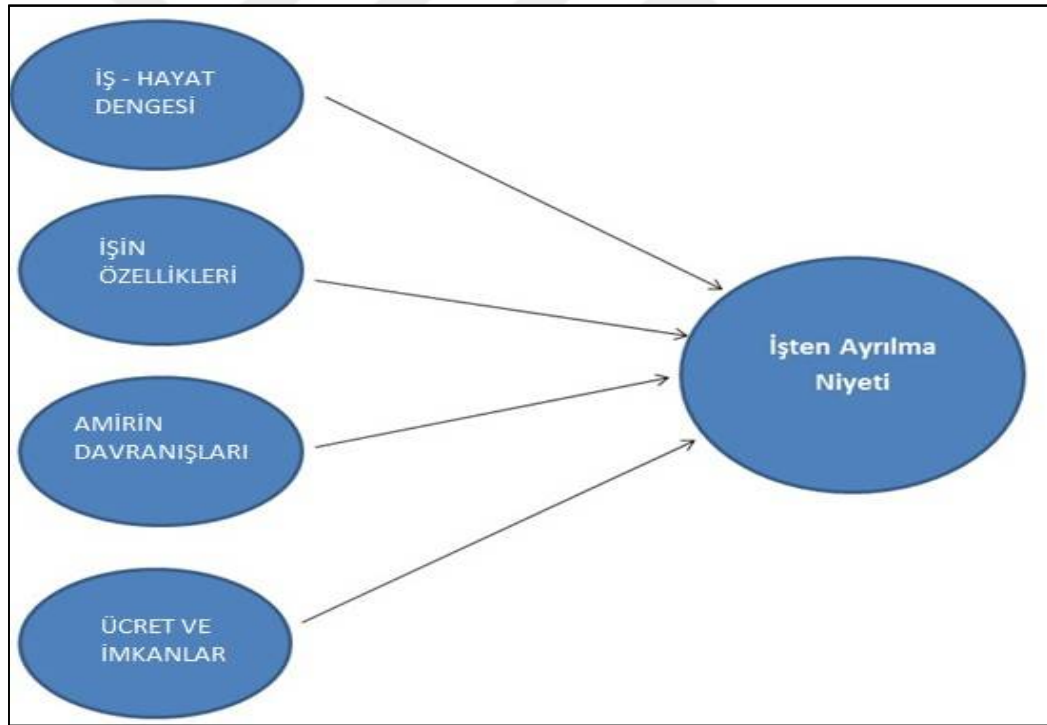 İŞ - HAYAT
DENGESİ
İŞİN
ÖZELLİKLERİ
AMİRİN
DAVRANIŞLARI
ÜCRET VE
İMKANLAR
İşten Ayrılma
Niyeti